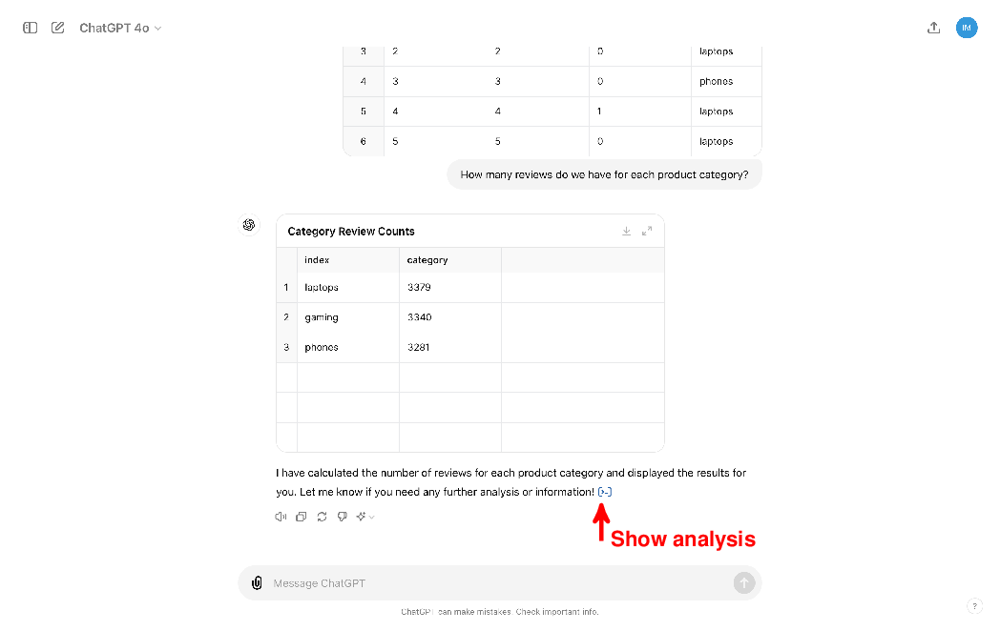 ChatGPT 4o
IM
3 2 2 0 laptops
4 3 3 0 phones
5 4 4 1 laptops
6 5 5 0 laptops
How many reviews do we have for each product category?
Category Review Counts
index category
1 laptops 3379
2 gaming 3340
3 phones 3281
I have calculated the number of reviews for each product category and displayed the results for
you. Let me know if you need any further analysis or information! [>-]
Show analysis
Message ChatGPT
ChatGPT can make mistakes. Check important info.
?